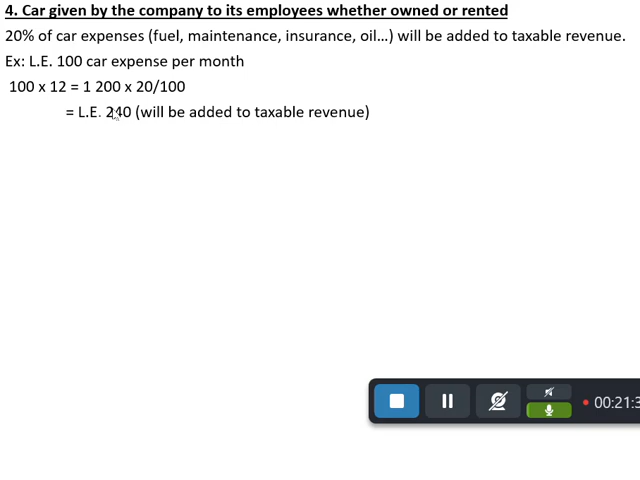 4. Car given by the company to its employees whether owned or rented
20% of car expenses (fuel, maintenance, insurance, oil...) will be added to taxable revenue.
Ex: L.E. 100 car expense per month
100 x 12 = 1 200 x 20/100
= L.E. 240 (will be added to taxable revenue)
00:21:3